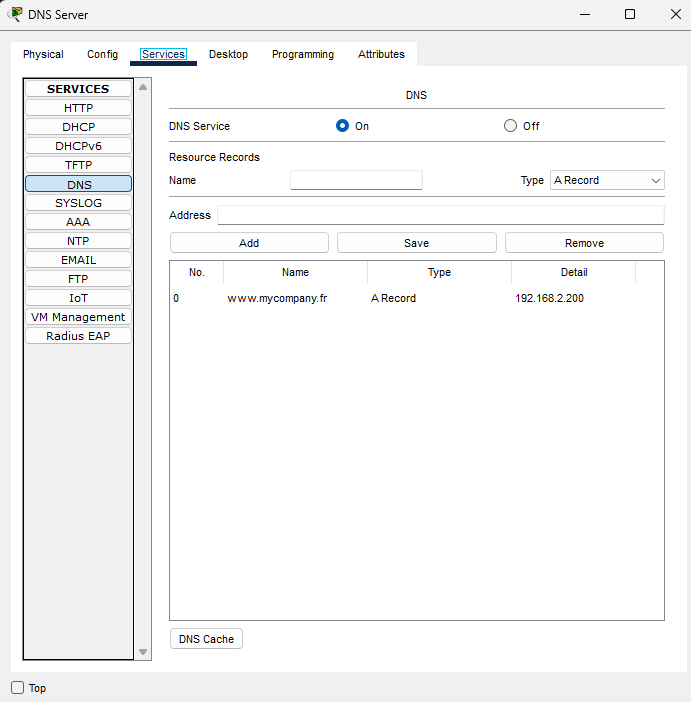 DNS Server
Physical Config Services Desktop Programming Attributes
SERVICES
HTTP
DHCP
DHCPv6
TFTP
DNS
SYSLOG
AAA
NTP
EMAIL
FTP
IoT
VM Management
Radius EAP
DNS
DNS Service On Off
Resource Records
Name Type A Record
Address
Add Save Remove
No. Name Type Detail
0 www.mycompany.fr A Record 192.168.2.200
DNS Cache
Top